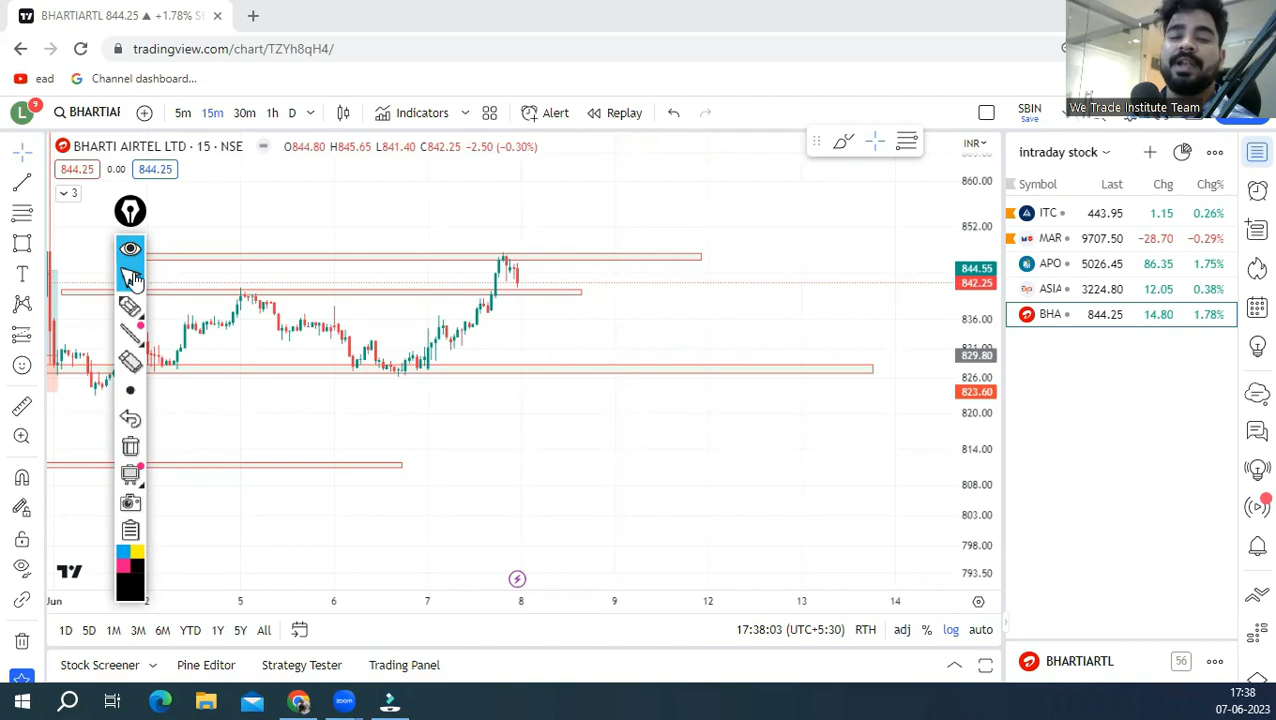 BHARTIARTL 844.25 ▲ +1.78%
tradingview.com/chart/TZYh8qH4/
ead
Channel dashboard...
We Trade Institute Team
L
9
BHARTIAR
5m 15m 30m 1h D
Indicators
Alert
Replay
SBIN
Save
BHARTI AIRTEL LTD · 15 · NSE
O844.80 H845.65 L841.40 C842.25 −2.50 (−0.30%)
844.25 0.00 844.25
3
INR
860.00
852.00
844.55
842.25
836.00
829.80
826.00
823.60
820.00
814.00
808.00
803.00
798.00
793.50
Jun 2 5 6 7 8 9 12 13 14
1D 5D 1M 3M 6M YTD 1Y 5Y All
17:38:03 (UTC+5:30) RTH adj % log auto
Stock Screener
Pine Editor
Strategy Tester
Trading Panel
intraday stock
Symbol Last Chg Chg%
ITC 443.95 1.15 0.26%
MAR 9707.50 −28.70 −0.29%
APO 5026.45 86.35 1.75%
ASIA 3224.80 12.05 0.38%
BHA 844.25 14.80 1.78%
BHARTIARTL
56
zoom
17:38
07-06-2023